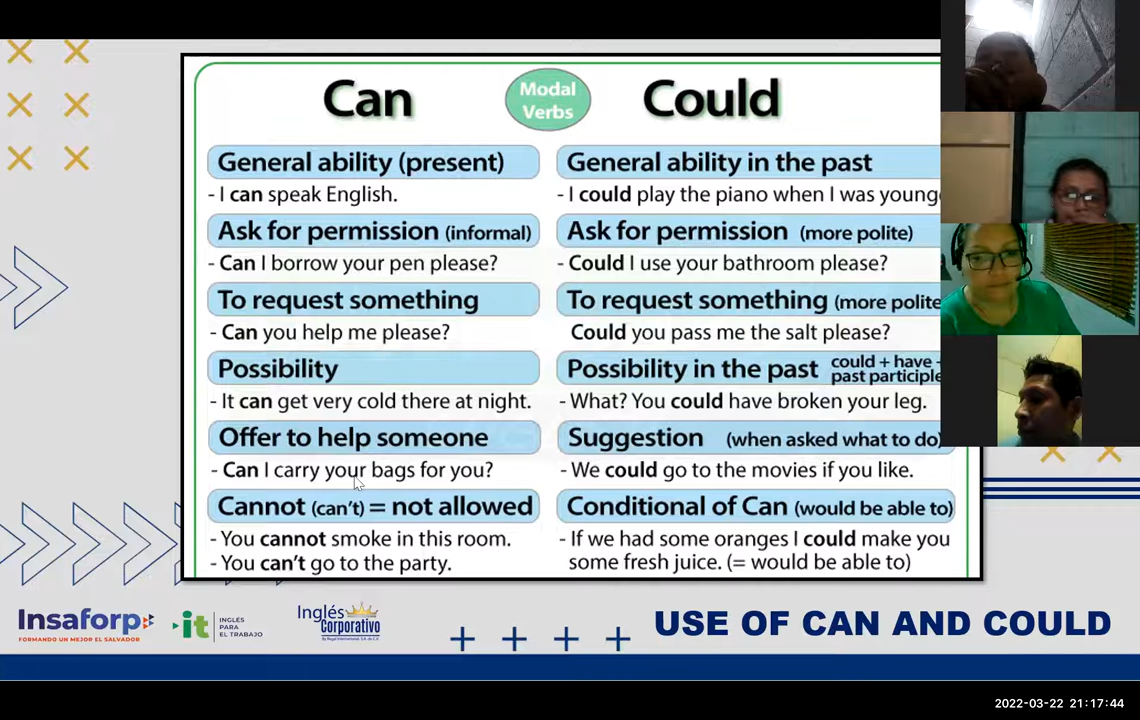 Can
Modal
Verbs
Could
General ability (present)
- I can speak English.
Ask for permission (informal)
- Can I borrow your pen please?
To request something
- Can you help me please?
Possibility
- It can get very cold there at night.
Offer to help someone
- Can I carry your bags for you?
Cannot (can't) = not allowed
- You cannot smoke in this room.
- You can't go to the party.
General ability in the past
- I could play the piano when I was
Ask for permission (more polite)
- Could I use your bathroom please?
To request something (more polite
Could you pass me the salt please?
Possibility in the past could + have
past participle
- What? You could have broken your leg.
Suggestion (when asked what to do)
- We could go to the movies if you like.
Conditional of Can (would be able to)
- If we had some oranges I could make you
some fresh juice. (= would be able to)
Insaforp
FORMANDO UN MEJOR EL SALVADOR
it
INGLÉS
PARA
EL TRABAJO
Inglés
Corporativo
USE OF CAN AND COULD
2022-03-22 21:17:44